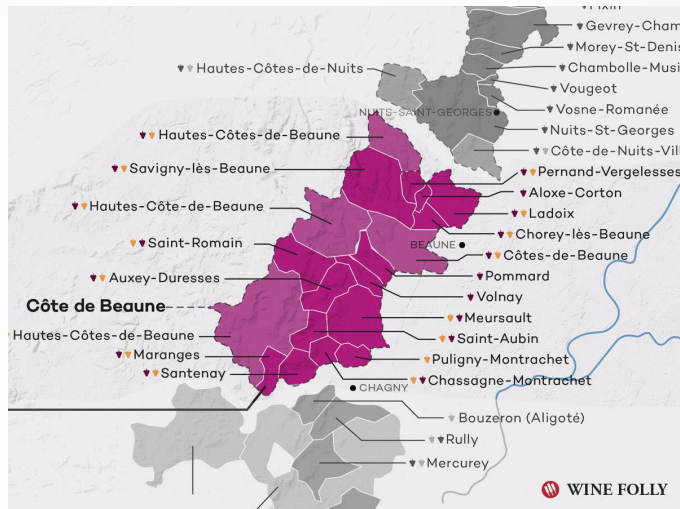 Fixin
Gevrey-Cham
Morey-St-Denis
Hautes-Côtes-de-Nuits
Chambolle-Musi
Vougeot
NUITS-SAINT-GEORGES
Vosne-Romanée
Nuits-St-Georges
Hautes-Côtes-de-Beaune
Côte-de-Nuits-Vill
Savigny-lès-Beaune
Pernand-Vergelesses
Aloxe-Corton
Hautes-Côte-de-Beaune
Ladoix
Chorey-lès-Beaune
Saint-Romain
BEAUNE
Côtes-de-Beaune
Auxey-Duresses
Pommard
Volnay
Côte de Beaune
Meursault
Hautes-Côtes-de-Beaune
Saint-Aubin
Maranges
Puligny-Montrachet
Santenay
Chassagne-Montrachet
CHAGNY
Bouzeron (Aligoté)
Rully
Mercurey
WINE FOLLY